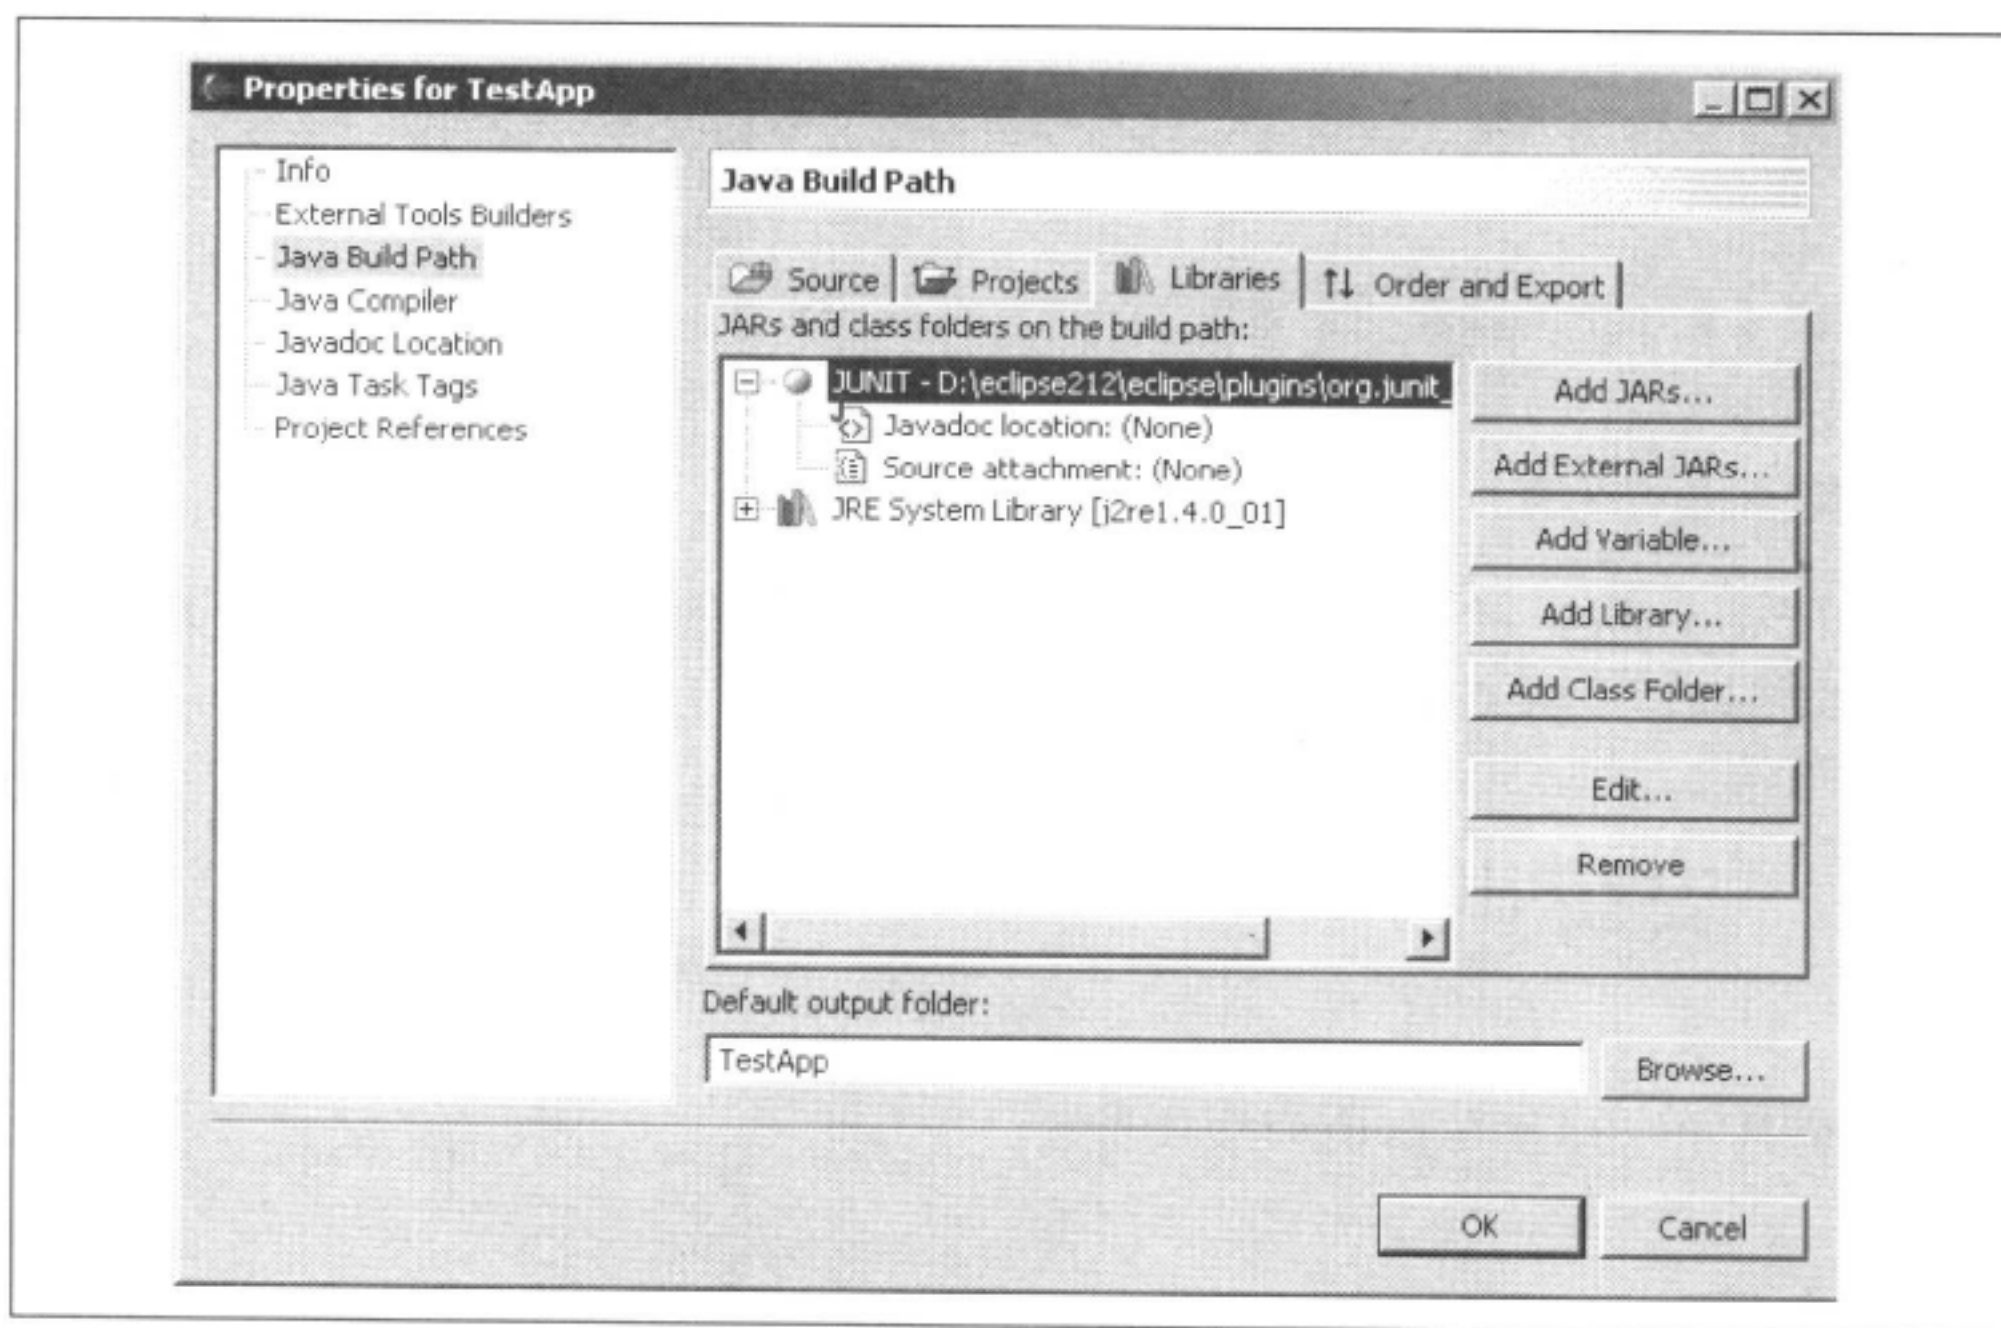 Properties for TestApp
Info
External Tools Builders
Java Build Path
Java Compiler
Javadoc Location
Java Task Tags
Project References
Java Build Path
Source
Projects
Libraries
Order and Export
JARs and class folders on the build path:
JUNIT - D:\eclipse212\eclipse\plugins\org.junit_
Javadoc location: (None)
Source attachment: (None)
JRE System Library [j2re1.4.0_01]
Add JARs...
Add External JARs...
Add Variable...
Add Library...
Add Class Folder...
Edit...
Remove
Default output folder:
TestApp
Browse...
OK
Cancel